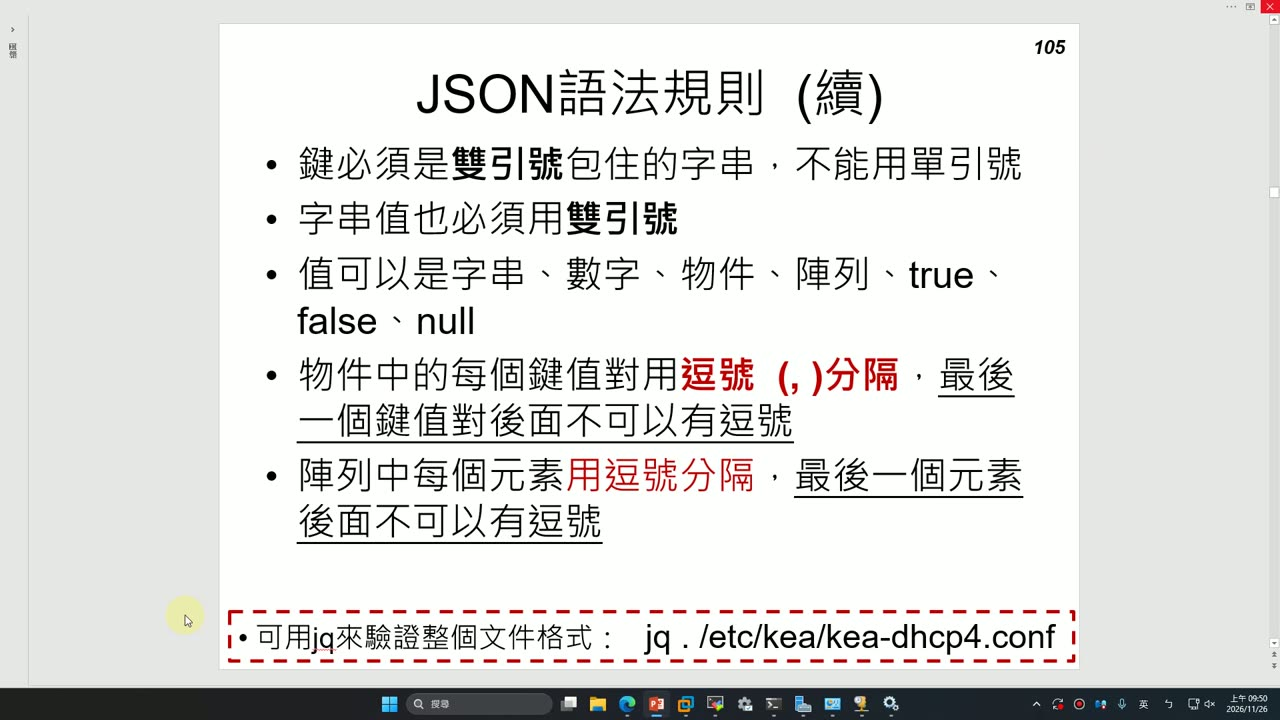 105
JSON語法規則 (續)
• 鍵必須是雙引號包住的字串，不能用單引號
• 字串值也必須用雙引號
• 值可以是字串、數字、物件、陣列、true、
false、null
• 物件中的每個鍵值對用逗號 (, )分隔，最後
一個鍵值對後面不可以有逗號
• 陣列中每個元素用逗號分隔，最後一個元素
後面不可以有逗號
• 可用jq來驗證整個文件格式： jq . /etc/kea/kea-dhcp4.conf
搜尋
英
上午 09:50
2026/11/26